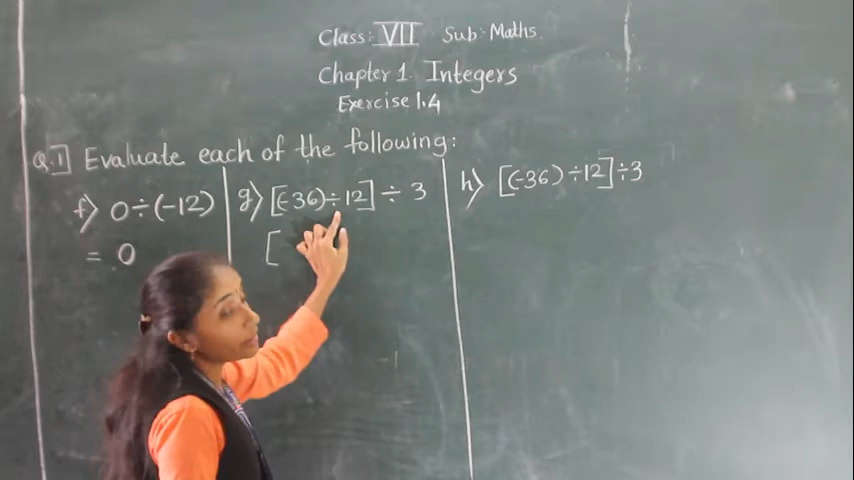 Class:- VII Sub:- Maths.
Chapter 1. Integers
Exercise 1.4
Q.1] Evaluate each of the following:
f) 0÷(-12)
= 0
g) [(-36)÷12] ÷ 3
[
h) [(-36)÷12]÷3